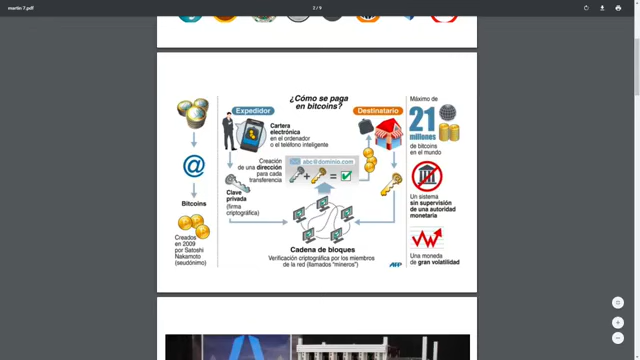 martin 7.pdf
2 / 9
¿Cómo se paga
en bitcoins?
Expedidor
Destinatario
Cartera
electrónica
en el ordenador
o el teléfono inteligente
Creación
de una dirección
para cada
transferencia
abc@dominio.com
+ =
Clave
privada
(firma
criptográfica)
Cadena de bloques
Verificación criptográfica por los miembros
de la red (llamados "mineros")
AFP
@
Bitcoins
Creados
en 2009
por Satoshi
Nakamoto
(seudónimo)
Máximo de
21
millones
de bitcoins
en el mundo
Un sistema
sin supervisión
de una autoridad
monetaria
Una moneda
de gran volatilidad